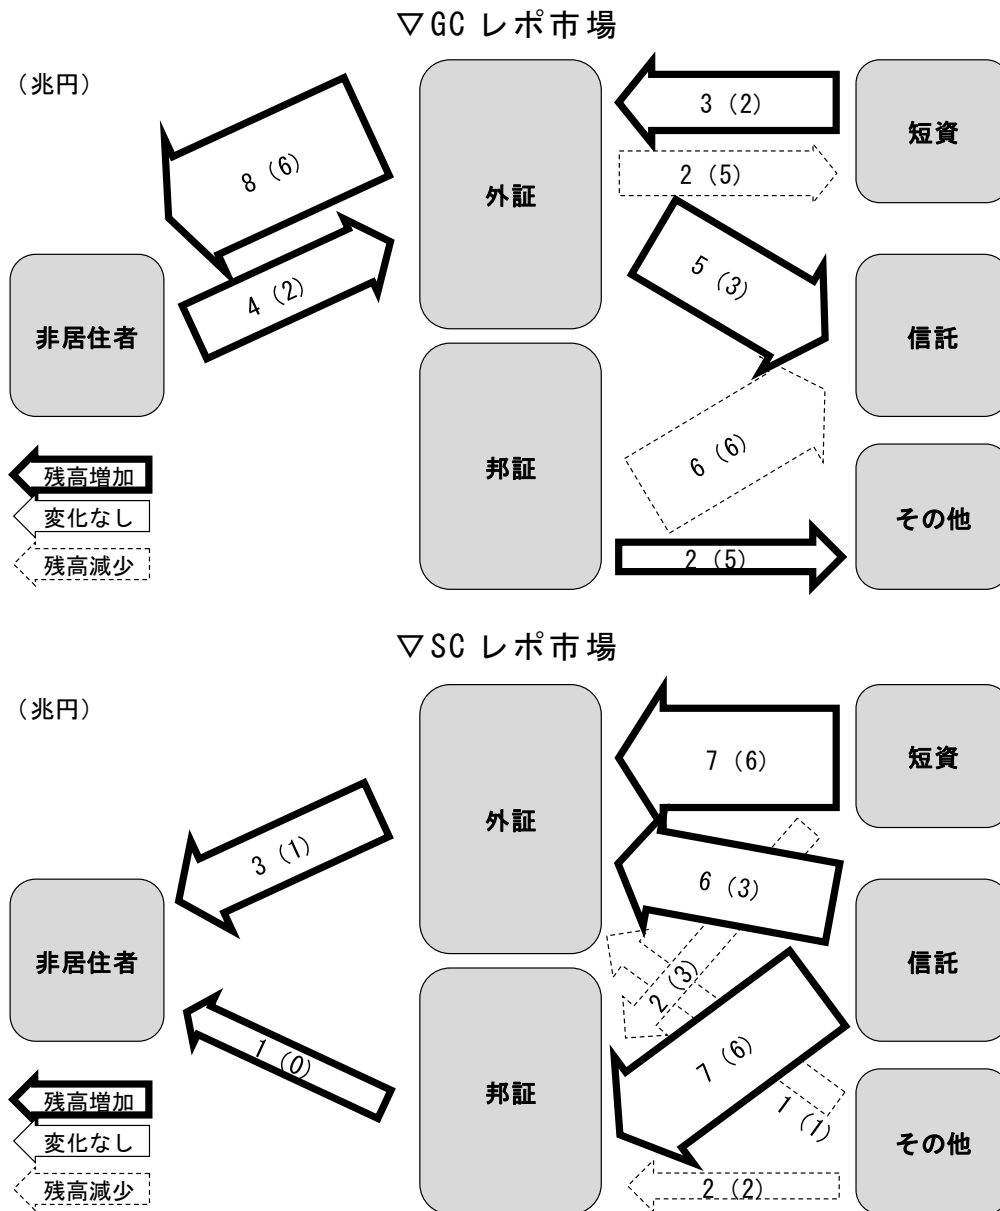 ▽GC レポ市場
（兆円）
3（2）
短資
8（6）
2（5）
外証
5（3）
4（2）
非居住者
信託
6（6）
邦証
残高増加
変化なし
その他
2（5）
残高減少
▽SC レポ市場
（兆円）
7（6）
短資
外証
3（1）
6（3）
非居住者
信託
2（3）
1（0）
7（6）
邦証
残高増加
1（1）
変化なし
その他
2（2）
残高減少